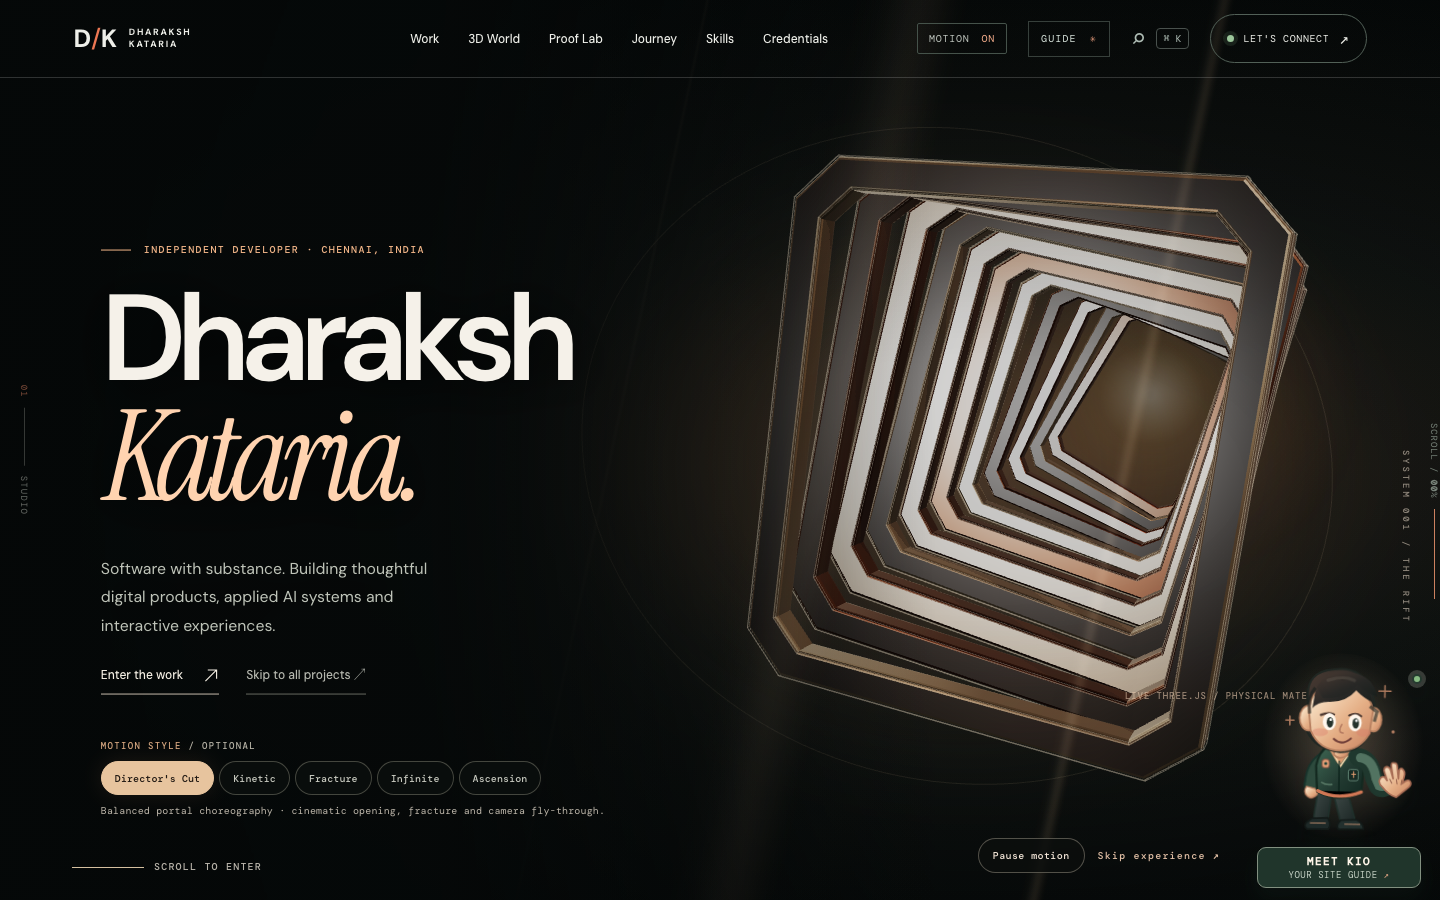 D/K DHARAKSH
KATARIA
Work
3D World
Proof Lab
Journey
Skills
Credentials
MOTION ON
GUIDE ✳
⌘ K
LET'S CONNECT ↗
INDEPENDENT DEVELOPER · CHENNAI, INDIA
Dharaksh
Kataria.
01
STUDIO
SCROLL / 00%
SYSTEM 001 / THE RIFT
Software with substance. Building thoughtful
digital products, applied AI systems and
interactive experiences.
Enter the work
Skip to all projects ↗
LIVE THREE.JS / PHYSICAL MATE
MOTION STYLE / OPTIONAL
Director's Cut
Kinetic
Fracture
Infinite
Ascension
Balanced portal choreography · cinematic opening, fracture and camera fly-through.
SCROLL TO ENTER
Pause motion
Skip experience ↗
MEET KIO
YOUR SITE GUIDE ↗